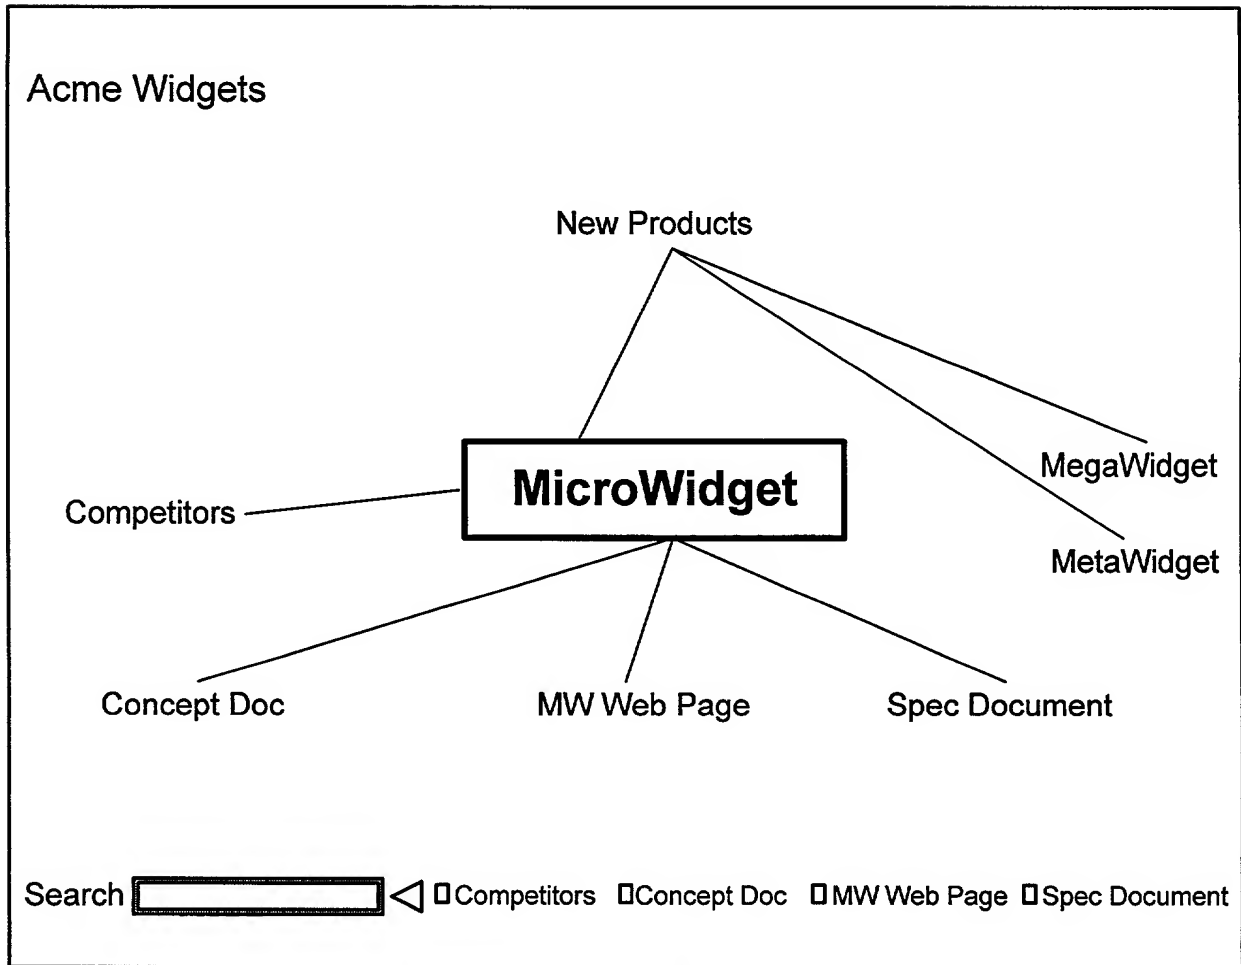 Acme Widgets
New Products
MegaWidget
MicroWidget
Competitors
MetaWidget
Concept Doc
MW Web Page
Spec Document
Search
Competitors
Concept Doc
MW Web Page
Spec Document